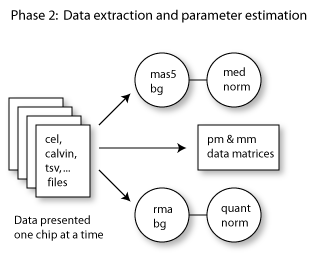 Phase 2: Data extraction and parameter estimation
mas5
bg
med
norm
cel,
calvin,
tsv,...
files
pm & mm
data matrices
Data presented
one chip at a time
rma
bg
quant
norm